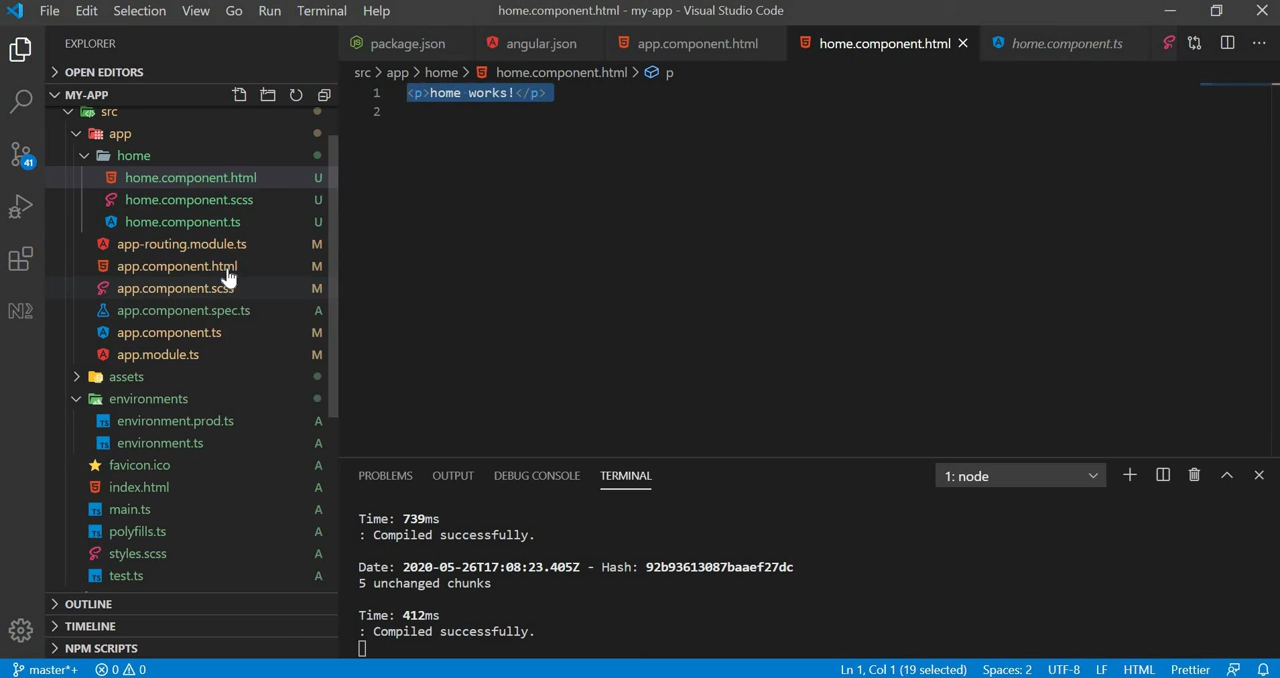 File Edit Selection View Go Run Terminal Help home.component.html - my-app - Visual Studio Code
EXPLORER
OPEN EDITORS
MY-APP
src
app
home
home.component.html U
home.component.scss U
home.component.ts U
app-routing.module.ts M
app.component.html M
app.component.scss M
app.component.spec.ts A
app.component.ts M
app.module.ts M
assets
environments
environment.prod.ts A
environment.ts A
favicon.ico A
index.html A
main.ts A
polyfills.ts A
styles.scss A
test.ts A
OUTLINE
TIMELINE
NPM SCRIPTS
41
package.json angular.json app.component.html home.component.html home.component.ts
src > app > home > home.component.html > p
1 <p>home works!</p>
2
PROBLEMS OUTPUT DEBUG CONSOLE TERMINAL 1: node
Time: 739ms
: Compiled successfully.
Date: 2020-05-26T17:08:23.405Z - Hash: 92b93613087baaef27dc
5 unchanged chunks
Time: 412ms
: Compiled successfully.
master*+ 0 0 Ln 1, Col 1 (19 selected) Spaces: 2 UTF-8 LF HTML Prettier